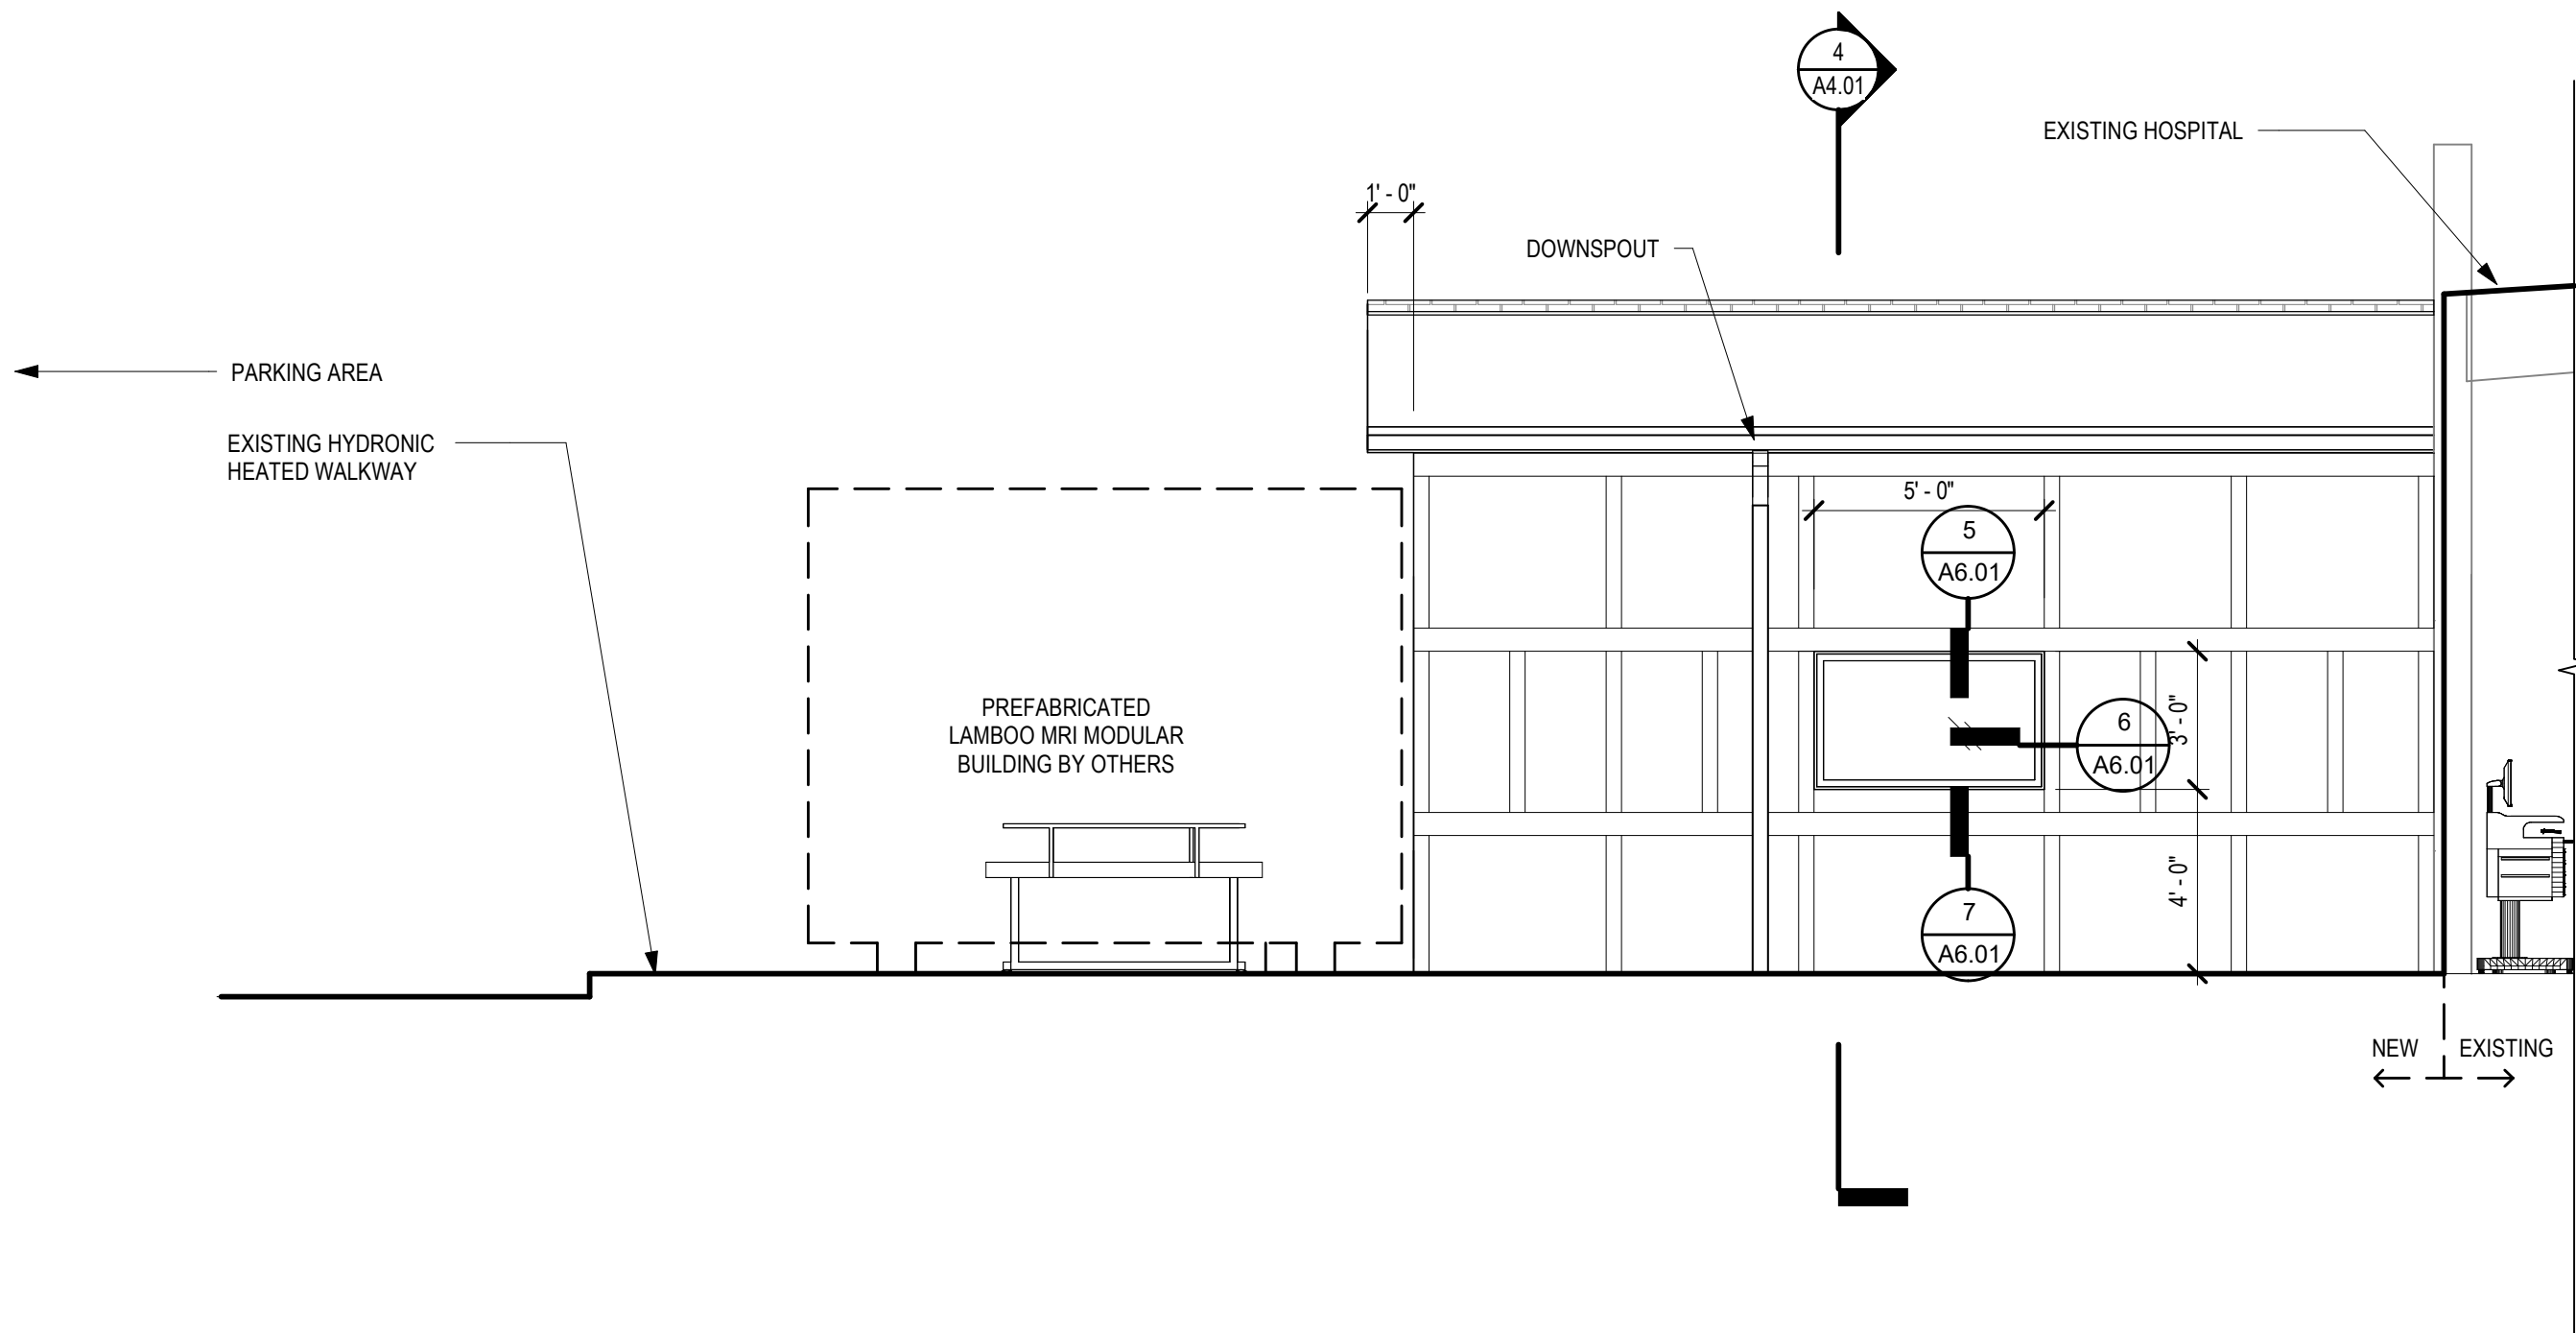 4
A4.01
EXISTING HOSPITAL
1' - 0"
DOWNSPOUT
PARKING AREA
EXISTING HYDRONIC
HEATED WALKWAY
5' - 0"
5
A6.01
PREFABRICATED
LAMBOO MRI MODULAR
BUILDING BY OTHERS
6
A6.01
3' - 0"
4' - 0"
7
A6.01
NEW
EXISTING